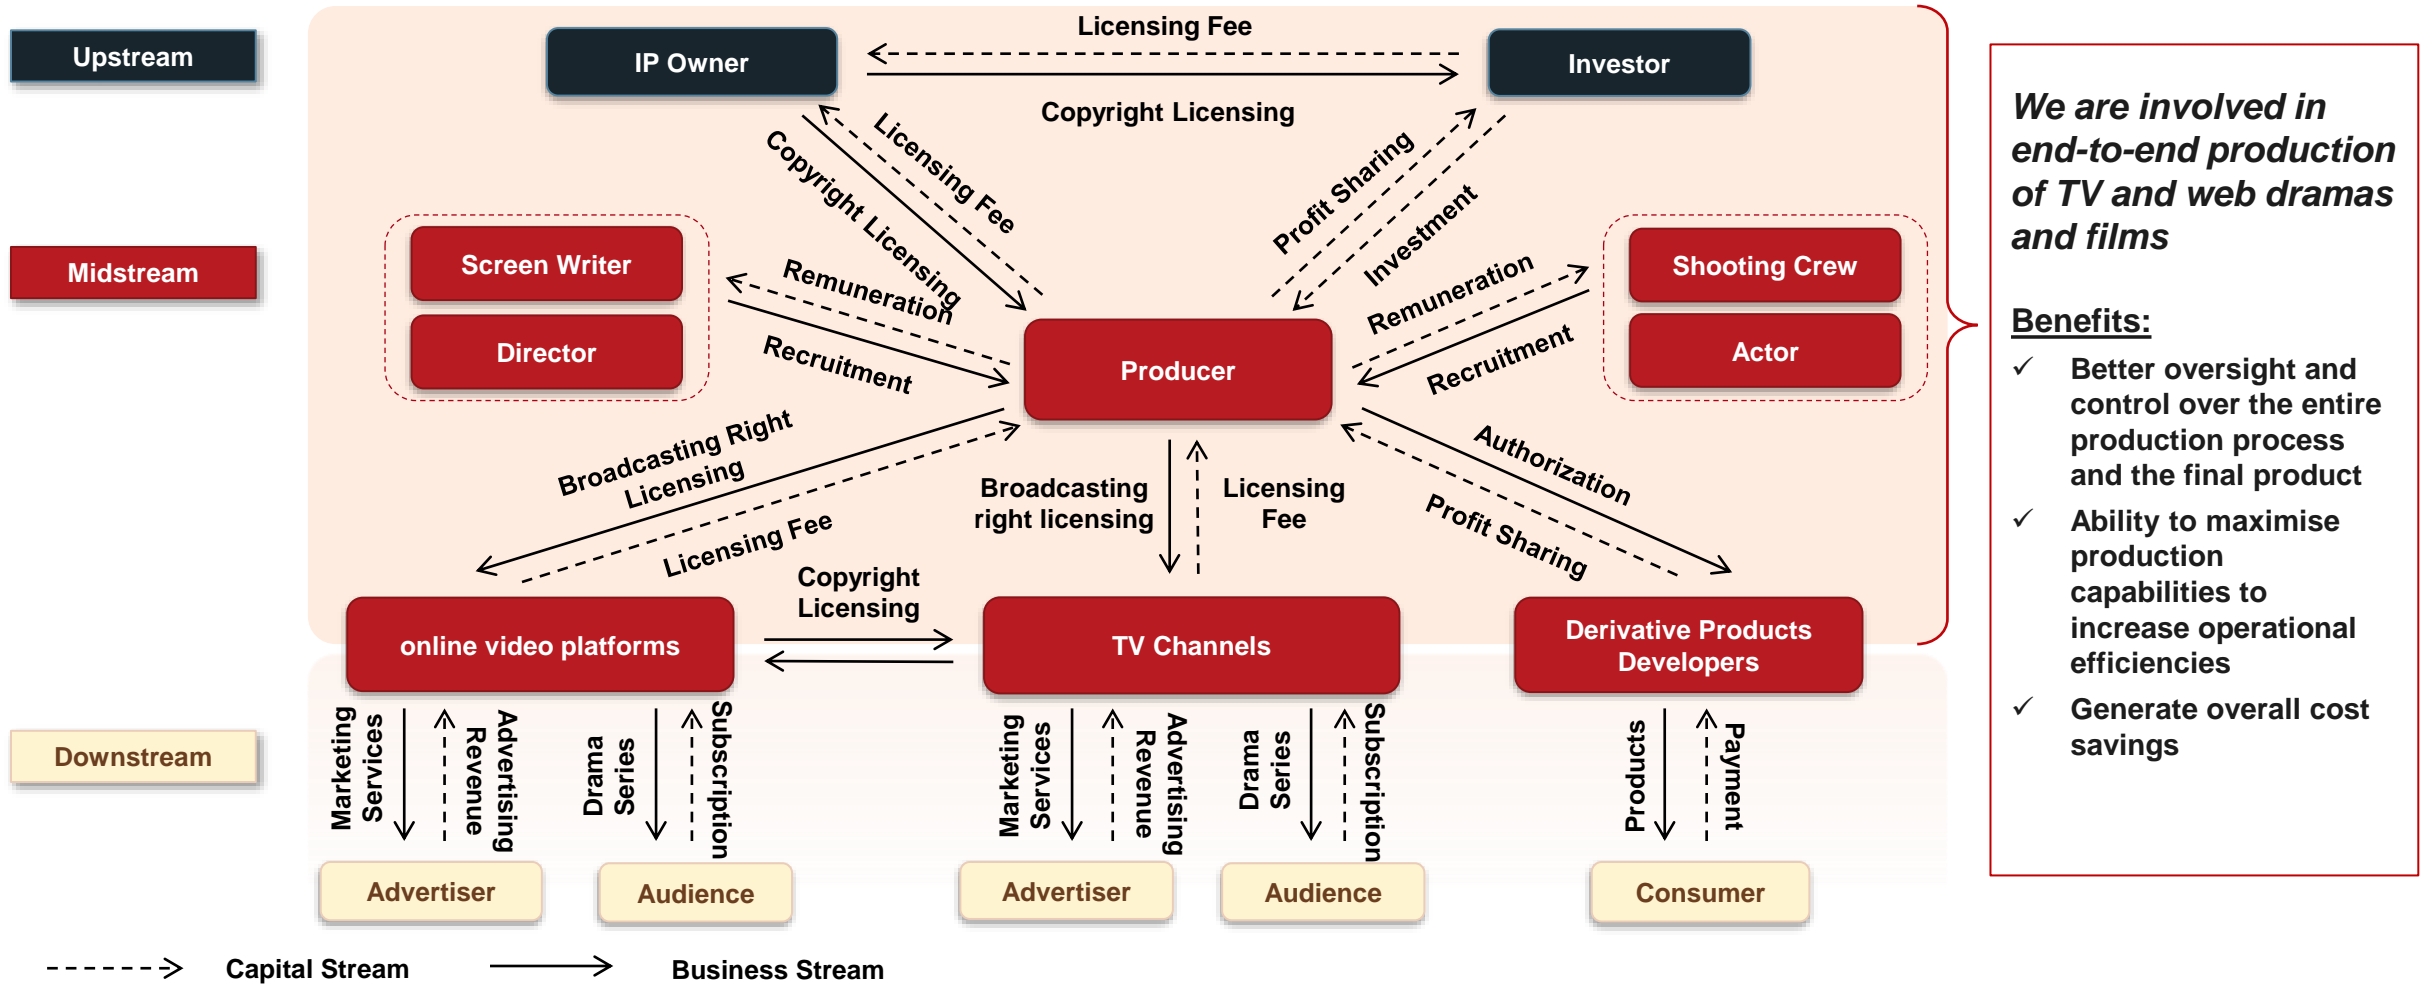 Upstream
IP Owner
Licensing Fee
Copyright Licensing
Investor
Licensing Fee
Copyright Licensing
Profit Sharing
Investment
Midstream
Screen Writer
Director
Remuneration
Recruitment
Producer
Remuneration
Recruitment
Shooting Crew
Actor
Broadcasting Right
Licensing
Licensing Fee
Broadcasting
right licensing
Licensing
Fee
Authorization
Profit Sharing
online video platforms
Copyright
Licensing
TV Channels
Derivative Products
Developers
Downstream
Marketing
Services
Advertising
Revenue
Drama
Series
Subscription
Marketing
Services
Advertising
Revenue
Drama
Series
Subscription
Products
Payment
Advertiser
Audience
Advertiser
Audience
Consumer
Capital Stream
Business Stream
We are involved in
end-to-end production
of TV and web dramas
and films
Benefits:
✓ Better oversight and
control over the entire
production process
and the final product
✓ Ability to maximise
production
capabilities to
increase operational
efficiencies
✓ Generate overall cost
savings